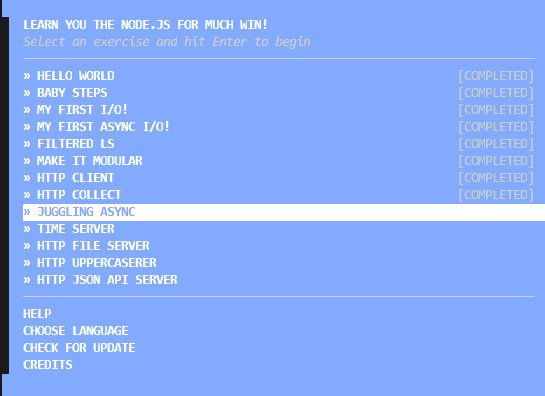 LEARN YOU THE NODE.JS FOR MUCH WIN!
Select an exercise and hit Enter to begin
» HELLO WORLD [COMPLETED]
» BABY STEPS [COMPLETED]
» MY FIRST I/O! [COMPLETED]
» MY FIRST ASYNC I/O! [COMPLETED]
» FILTERED LS [COMPLETED]
» MAKE IT MODULAR [COMPLETED]
» HTTP CLIENT [COMPLETED]
» HTTP COLLECT [COMPLETED]
» JUGGLING ASYNC
» TIME SERVER
» HTTP FILE SERVER
» HTTP UPPERCASERER
» HTTP JSON API SERVER
HELP
CHOOSE LANGUAGE
CHECK FOR UPDATE
CREDITS